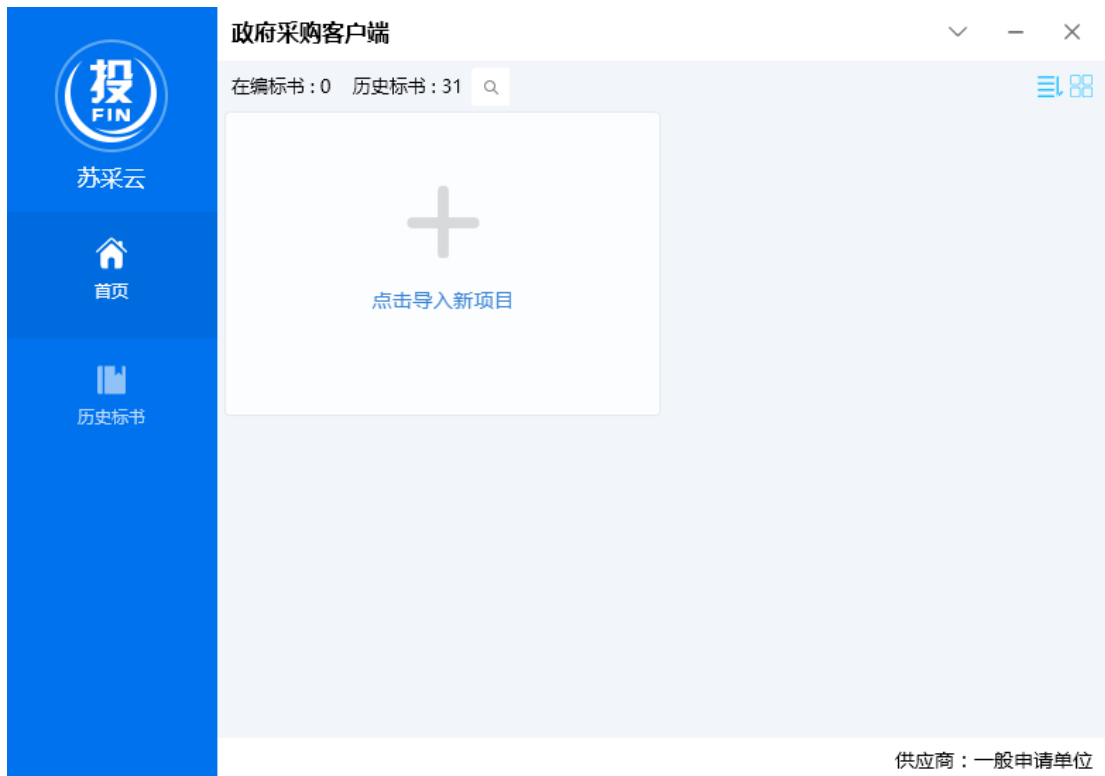 政府采购客户端
投
FIN
苏采云
首页
历史标书
在编标书：0 历史标书：31
点击导入新项目
供应商：一般申请单位